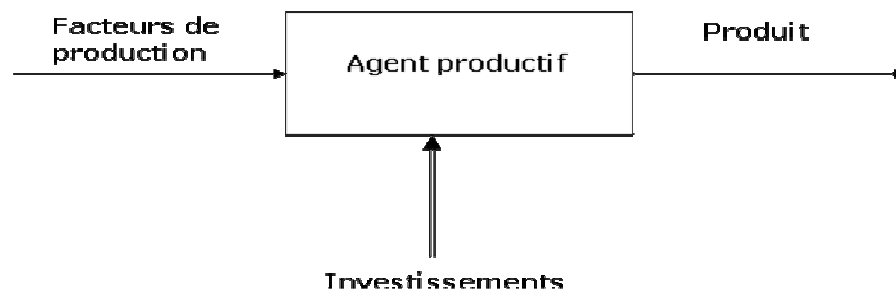 Facteurs de
production
Agent productif
Produit
Investissements